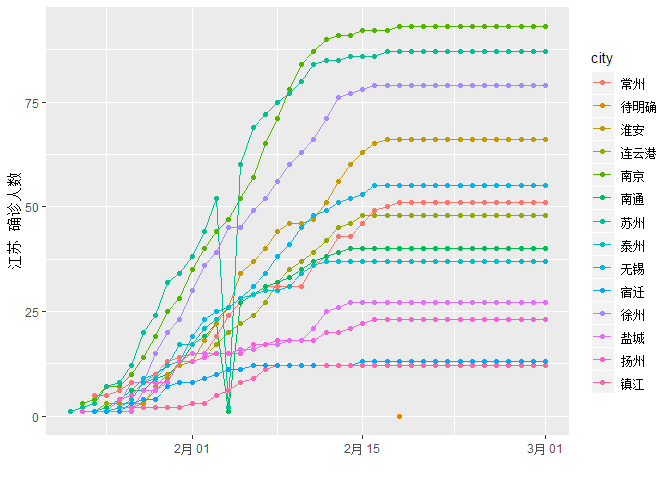 江苏 确诊人数
75
50
25
0
2月 01
2月 15
3月 01
city
常州
待明确
淮安
连云港
南京
南通
苏州
泰州
无锡
宿迁
徐州
盐城
扬州
镇江